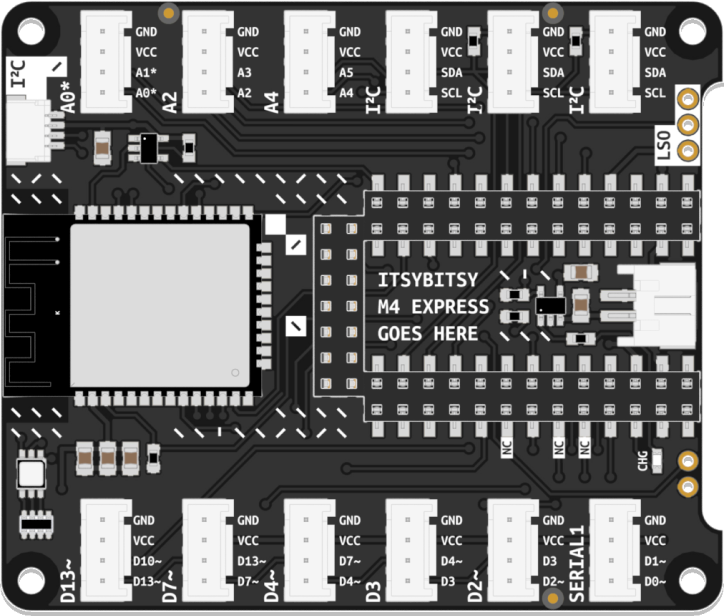 GND
VCC
A1*
A0*
A0*
GND
VCC
A3
A2
A2
GND
VCC
A5
A4
A4
GND
VCC
SDA
SCL
I²C
GND
VCC
SDA
SCL
I²C
GND
VCC
SDA
SCL
I²C
I²C
LSO
ITSYBITSY
M4 EXPRESS
GOES HERE
NC
NC
NC
CHG
GND
VCC
D10~
D13~
D13~
GND
VCC
D13~
D7~
D7~
GND
VCC
D7~
D4~
D4~
GND
VCC
D4~
D3
D3
GND
VCC
D3
D2~
D2~
GND
VCC
D1~
D0~
SERIAL1